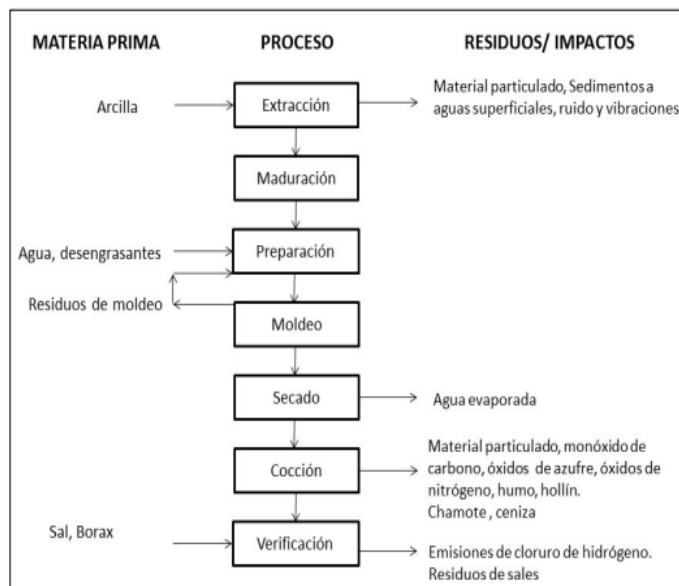 MATERIA PRIMA PROCESO RESIDUOS/ IMPACTOS
Arcilla
Extracción
Material particulado, Sedimentos a
aguas superficiales, ruido y vibraciones
Maduración
Agua, desengrasantes
Preparación
Residuos de moldeo
Moldeo
Secado
Agua evaporada
Cocción
Material particulado, monóxido de
carbono, óxidos de azufre, óxidos de
nitrógeno, humo, hollín.
Chamote , ceniza
Sal, Borax
Verificación
Emisiones de cloruro de hidrógeno.
Residuos de sales